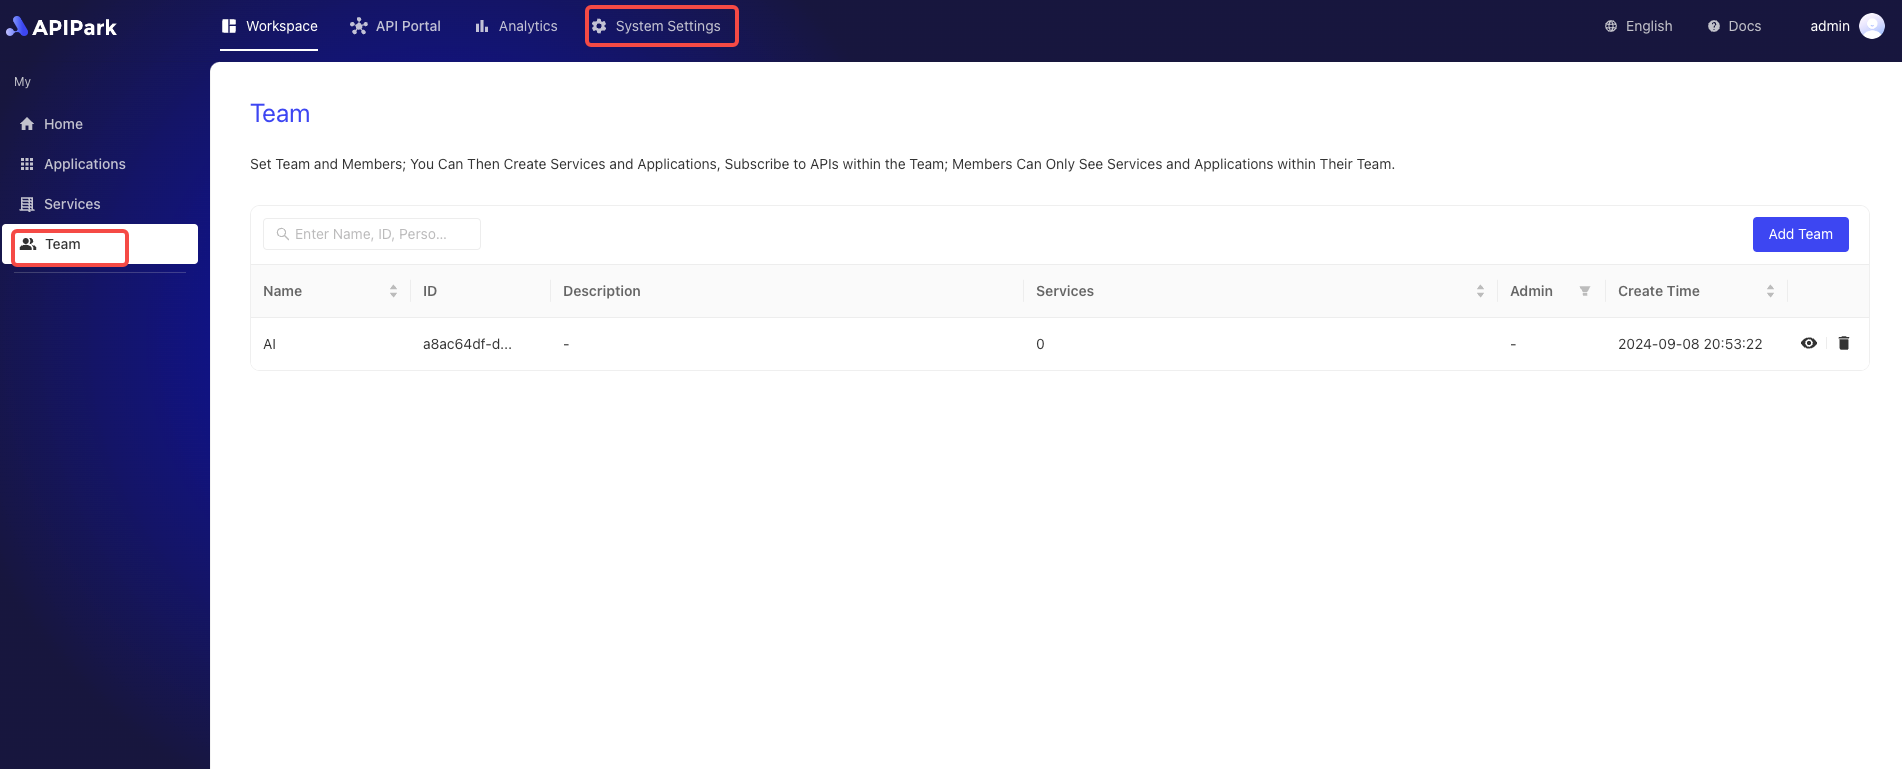 APIPark
Workspace
API Portal
Analytics
System Settings
English
Docs
admin
My
Home
Applications
Services
Team
Team
Set Team and Members; You Can Then Create Services and Applications, Subscribe to APIs within the Team; Members Can Only See Services and Applications within Their Team.
Enter Name, ID, Perso...
Add Team
Name ID Description Services Admin Create Time
AI a8ac64df-d... - 0 - 2024-09-08 20:53:22